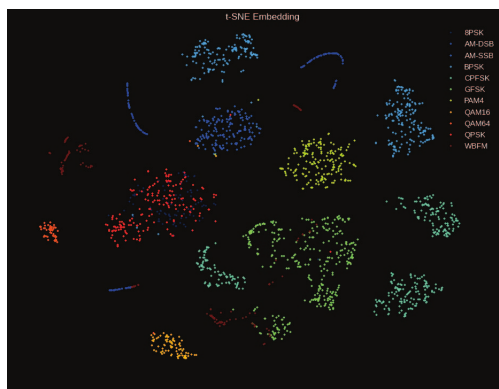 t-SNE Embedding
8PSK
AM-DSB
AM-SSB
BPSK
CPFSK
GFSK
PAM4
QAM16
QAM64
QPSK
WBFM